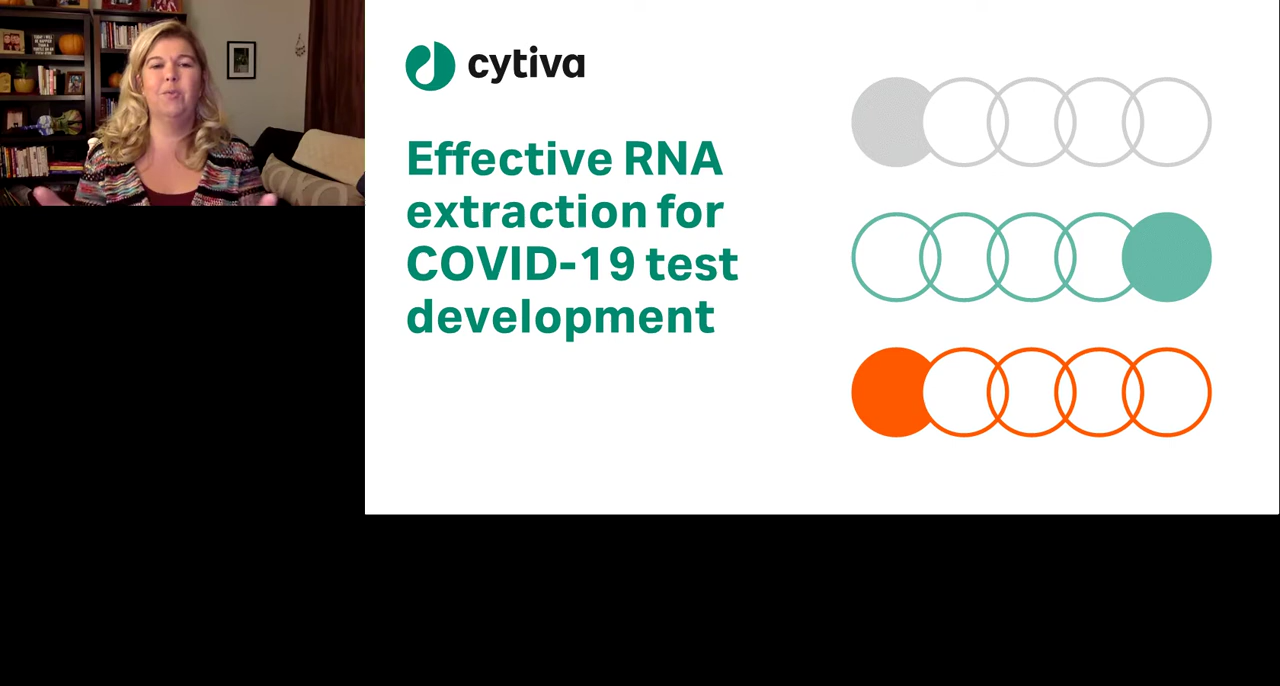 cytiva
Effective RNA
extraction for
COVID-19 test
development